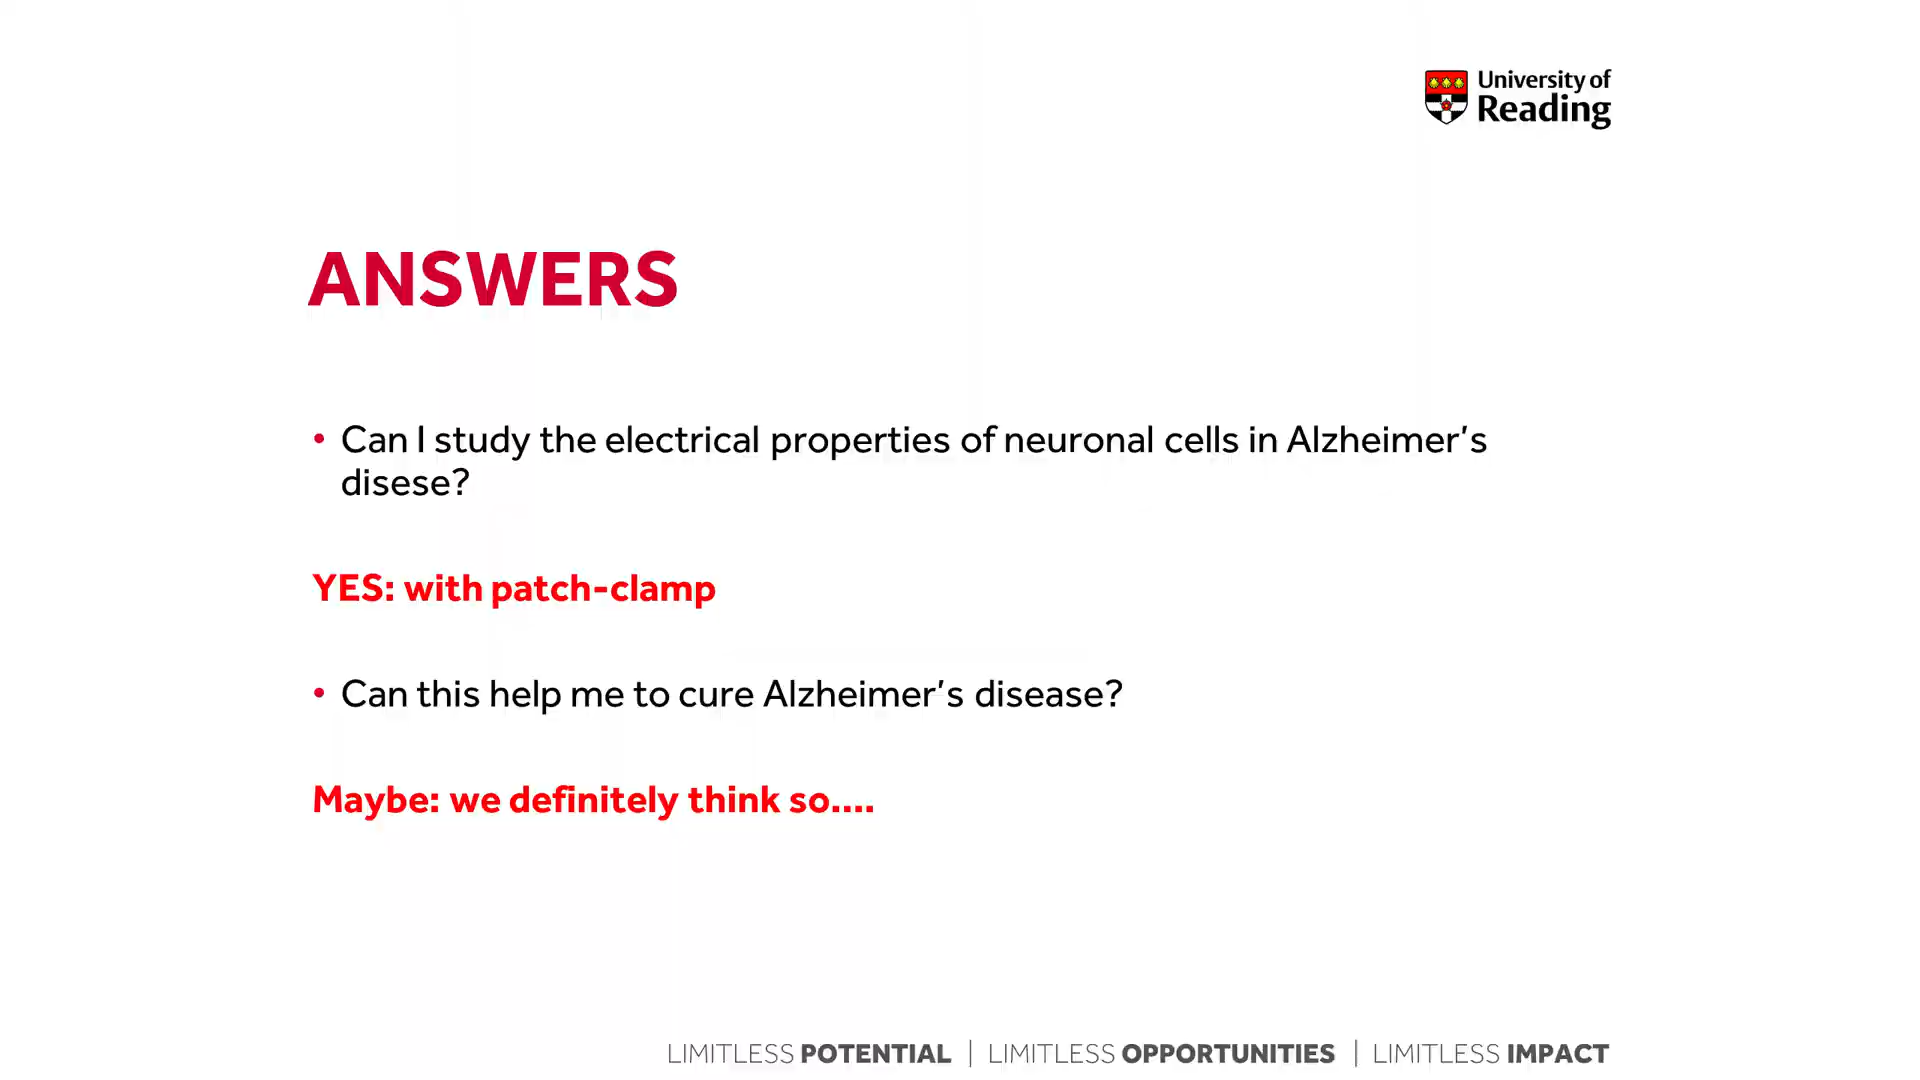 University of
Reading
ANSWERS
• Can I study the electrical properties of neuronal cells in Alzheimer’s
disese?
YES: with patch-clamp
• Can this help me to cure Alzheimer’s disease?
Maybe: we definitely think so....
LIMITLESS POTENTIAL | LIMITLESS OPPORTUNITIES | LIMITLESS IMPACT